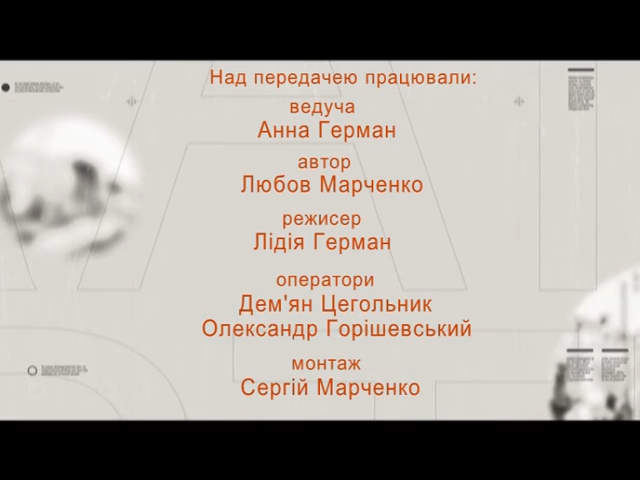 Над передачею працювали:
ведуча
Анна Герман
автор
Любов Марченко
режисер
Лідія Герман
оператори
Дем'ян Цегольник
Олександр Горішевський
монтаж
Сергій Марченко